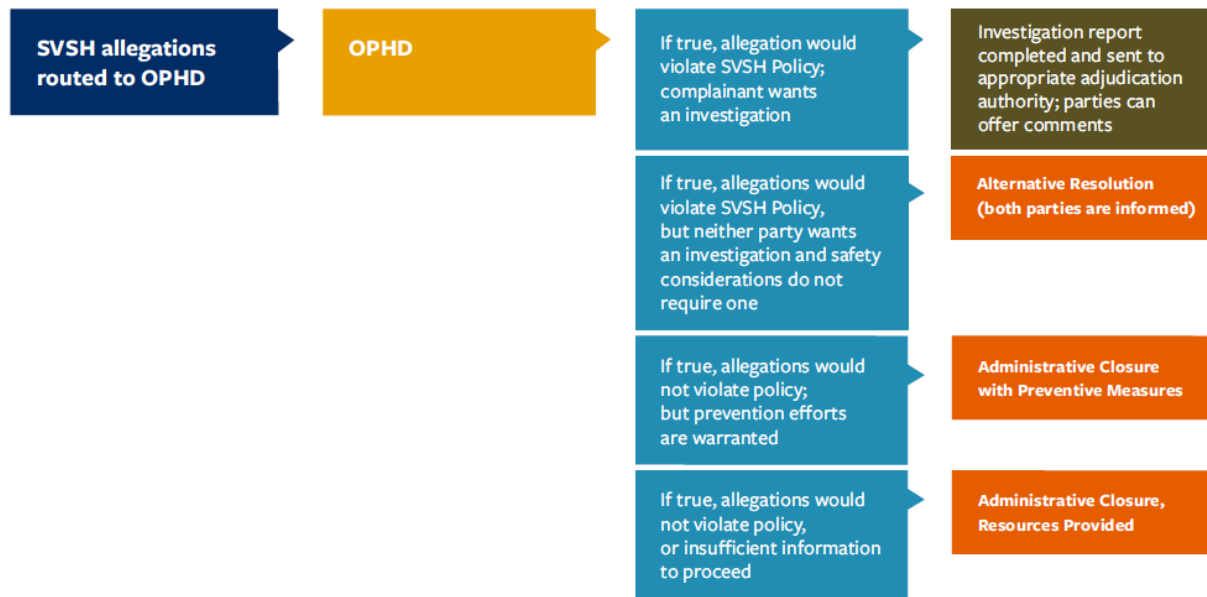 SVSH allegations
routed to OPHD
OPHD
If true, allegation would
violate SVSH Policy;
complainant wants
an investigation
Investigation report
completed and sent to
appropriate adjudication
authority; parties can
offer comments
If true, allegations would
violate SVSH Policy,
but neither party wants
an investigation and safety
considerations do not
require one
Alternative Resolution
(both parties are informed)
If true, allegations would
not violate policy;
but prevention efforts
are warranted
Administrative Closure
with Preventive Measures
If true, allegations would
not violate policy,
or insufficient information
to proceed
Administrative Closure,
Resources Provided